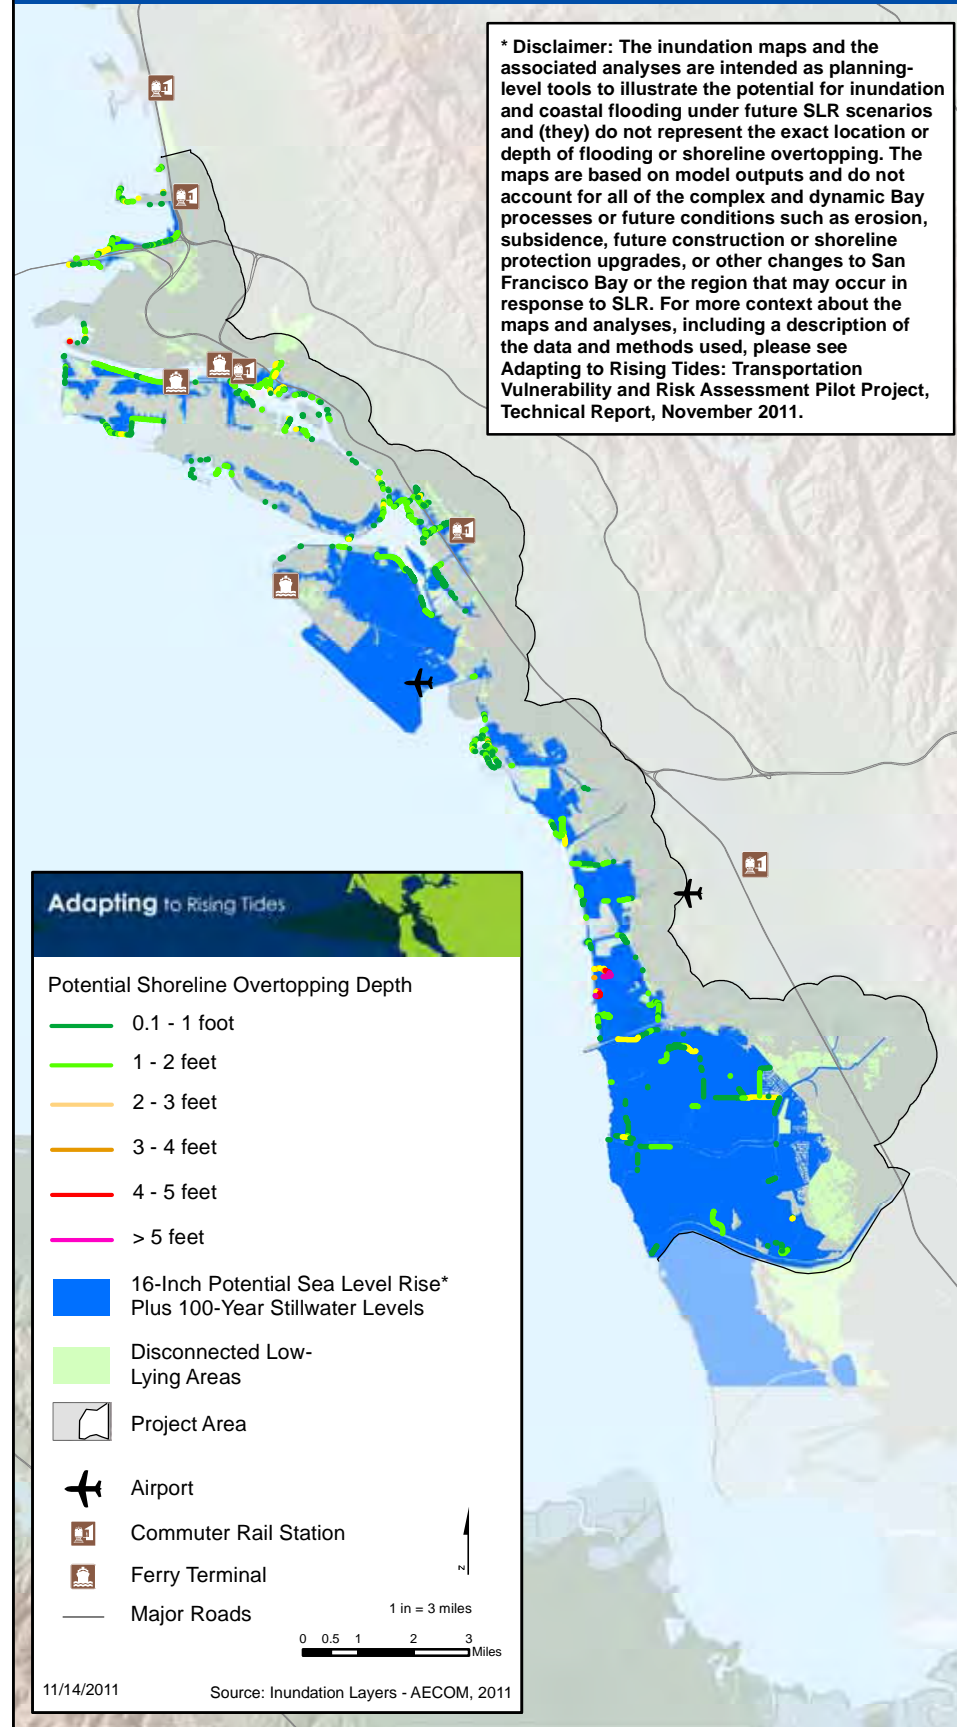 * Disclaimer: The inundation maps and the
associated analyses are intended as planning-
level tools to illustrate the potential for inundation
and coastal flooding under future SLR scenarios
and (they) do not represent the exact location or
depth of flooding or shoreline overtopping. The
maps are based on model outputs and do not
account for all of the complex and dynamic Bay
processes or future conditions such as erosion,
subsidence, future construction or shoreline
protection upgrades, or other changes to San
Francisco Bay or the region that may occur in
response to SLR. For more context about the
maps and analyses, including a description of
the data and methods used, please see
Adapting to Rising Tides: Transportation
Vulnerability and Risk Assessment Pilot Project,
Technical Report, November 2011.
Adapting to Rising Tides
Potential Shoreline Overtopping Depth
0.1 - 1 foot
1 - 2 feet
2 - 3 feet
3 - 4 feet
4 - 5 feet
> 5 feet
16-Inch Potential Sea Level Rise*
Plus 100-Year Stillwater Levels
Disconnected Low-
Lying Areas
Project Area
Airport
Commuter Rail Station
Ferry Terminal
Major Roads
N
1 in = 3 miles
0 0.5 1 2 3
Miles
11/14/2011
Source: Inundation Layers - AECOM, 2011